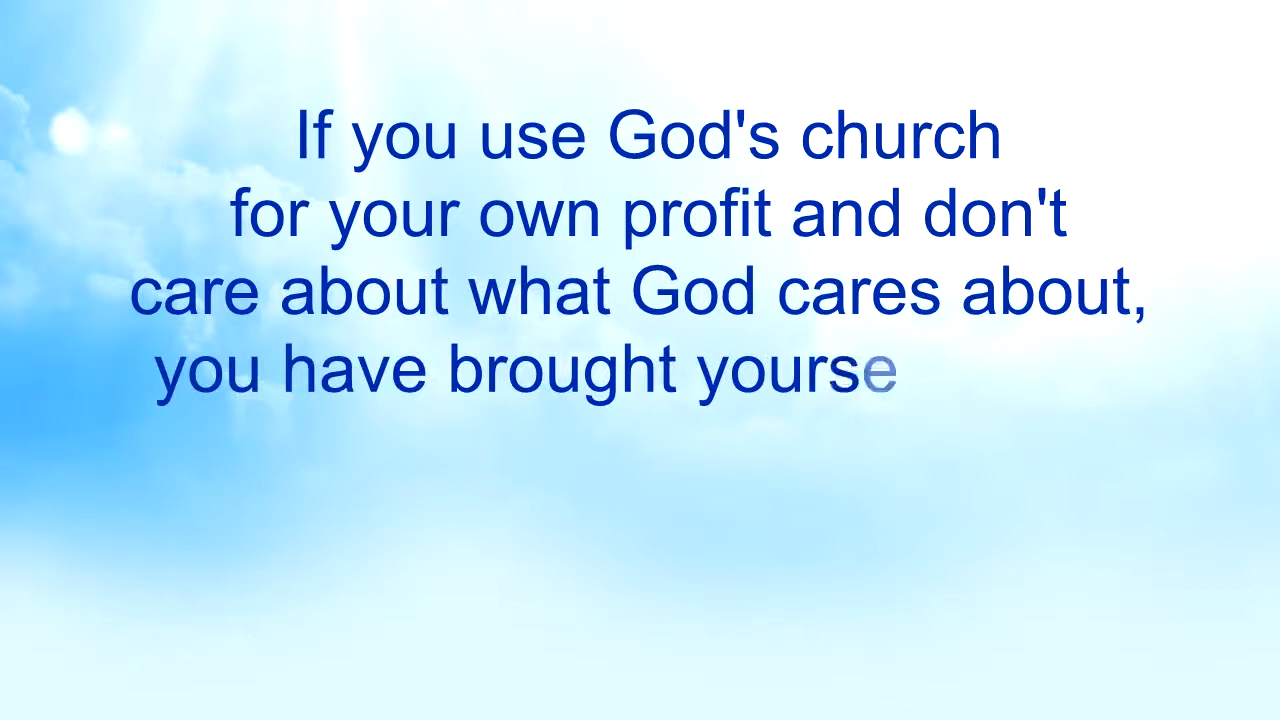 If you use God's church
for your own profit and don't
care about what God cares about,
you have brought yourse